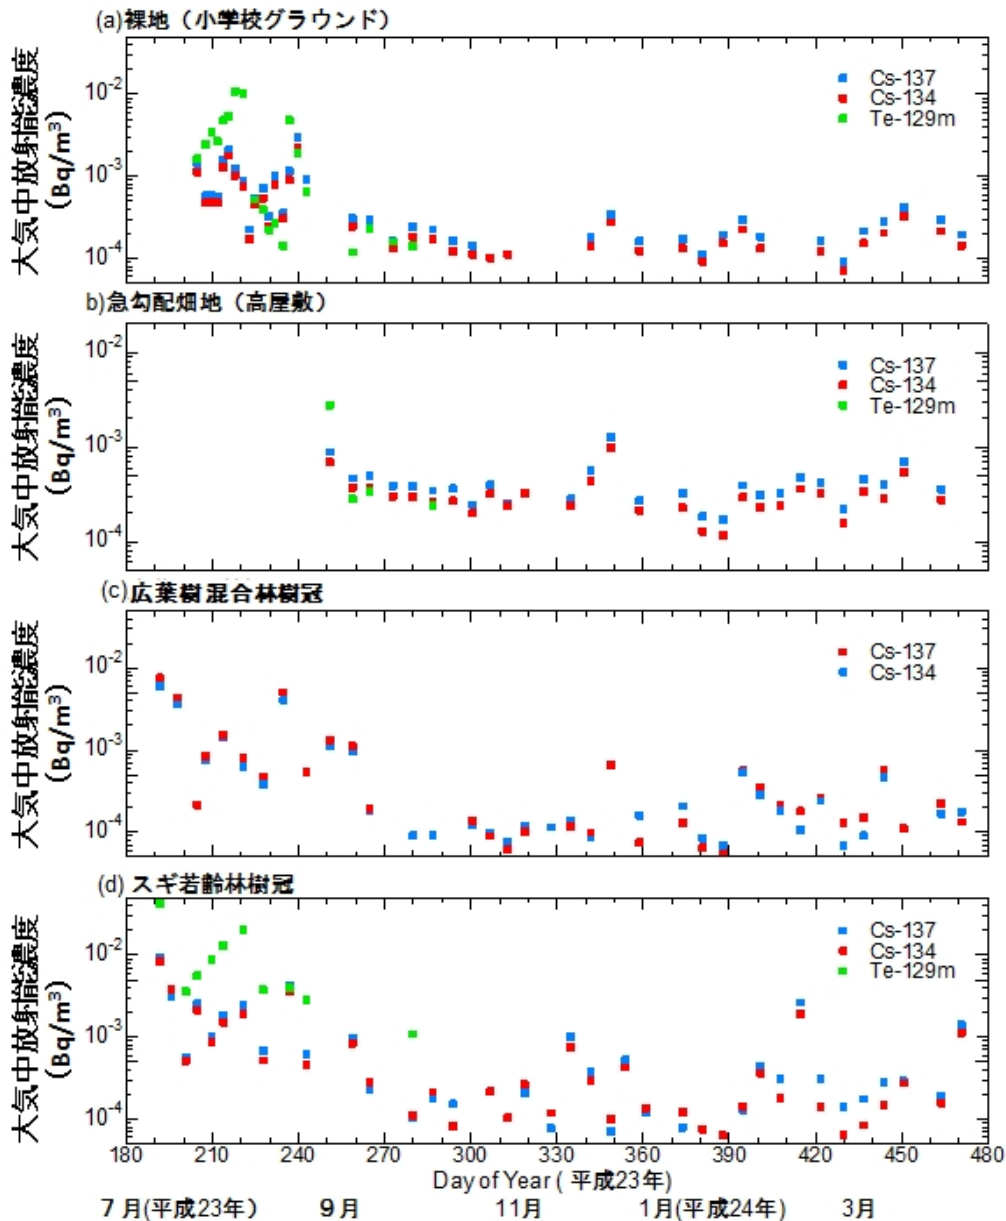 (a)裸地（小学校グラウンド）
大気中放射能濃度
(Bq/m³)
10⁻²
10⁻³
10⁻⁴
Cs-137
Cs-134
Te-129m
b)急勾配畑地（高屋敷）
大気中放射能濃度
(Bq/m³)
10⁻²
10⁻³
10⁻⁴
Cs-137
Cs-134
Te-129m
(c)広葉樹混合林樹冠
大気中放射能濃度
(Bq/m³)
10⁻²
10⁻³
10⁻⁴
Cs-137
Cs-134
(d)スギ若齢林樹冠
大気中放射能濃度
(Bq/m³)
10⁻²
10⁻³
10⁻⁴
Cs-137
Cs-134
Te-129m
180 210 240 270 300 330 360 390 420 450 480
Day of Year ( 平成23年)
7月(平成23年） 9月 11月 1月(平成24年) 3月